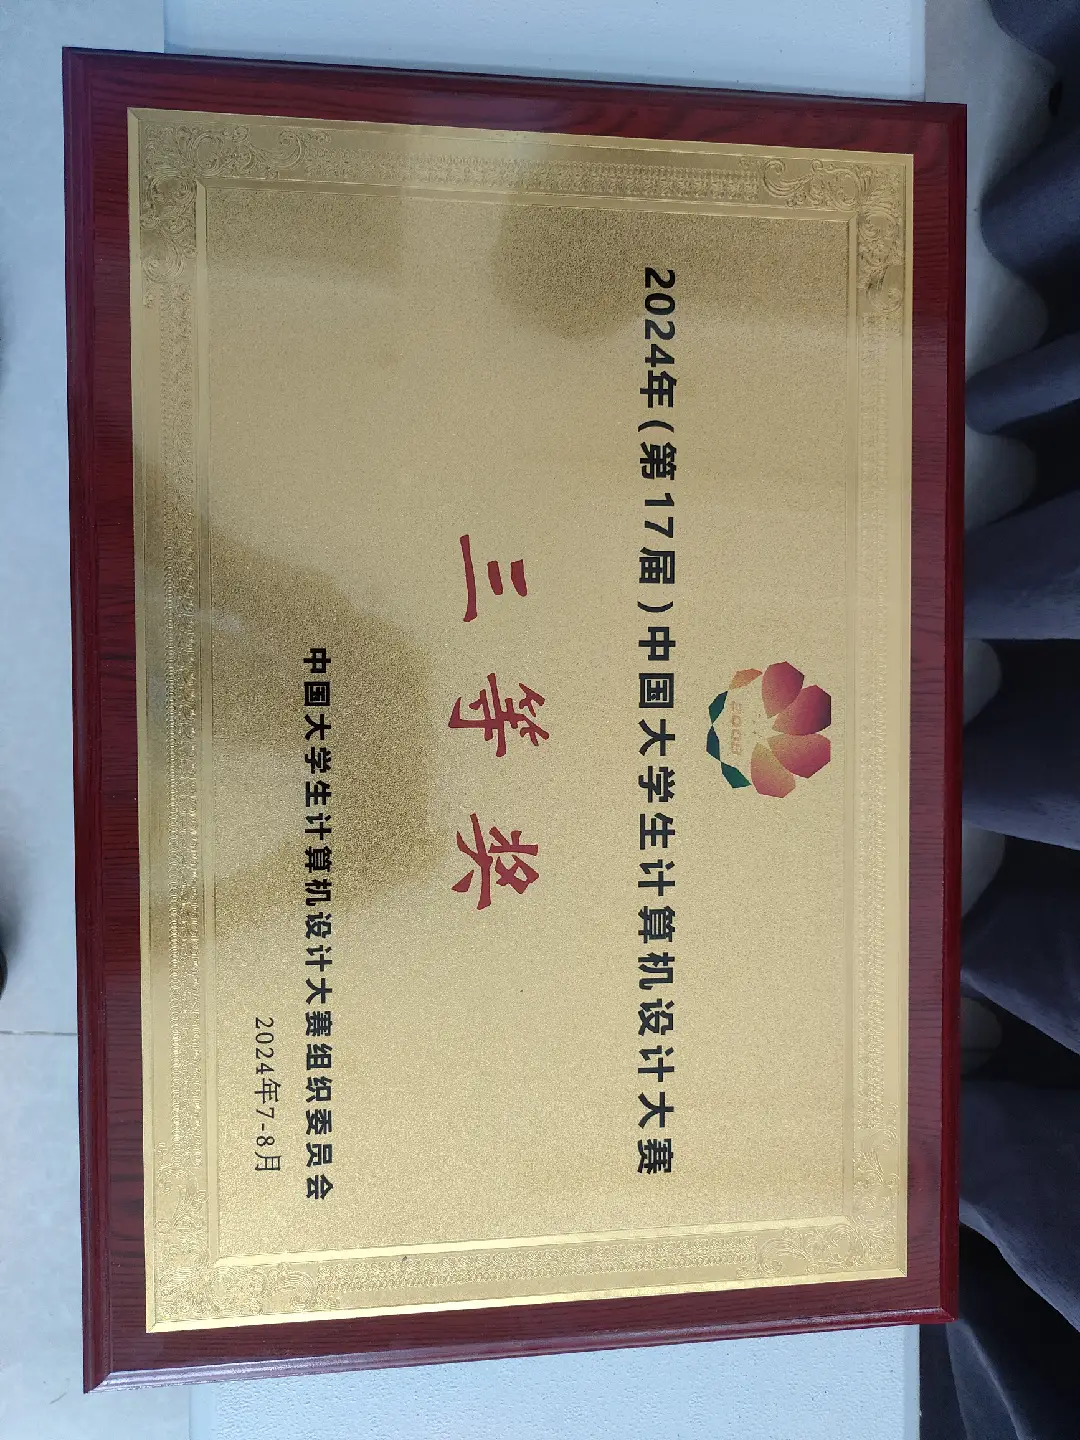 2008
2024年(第17届)中国大学生计算机设计大赛
三等奖
中国大学生计算机设计大赛组织委员会
2024年7-8月